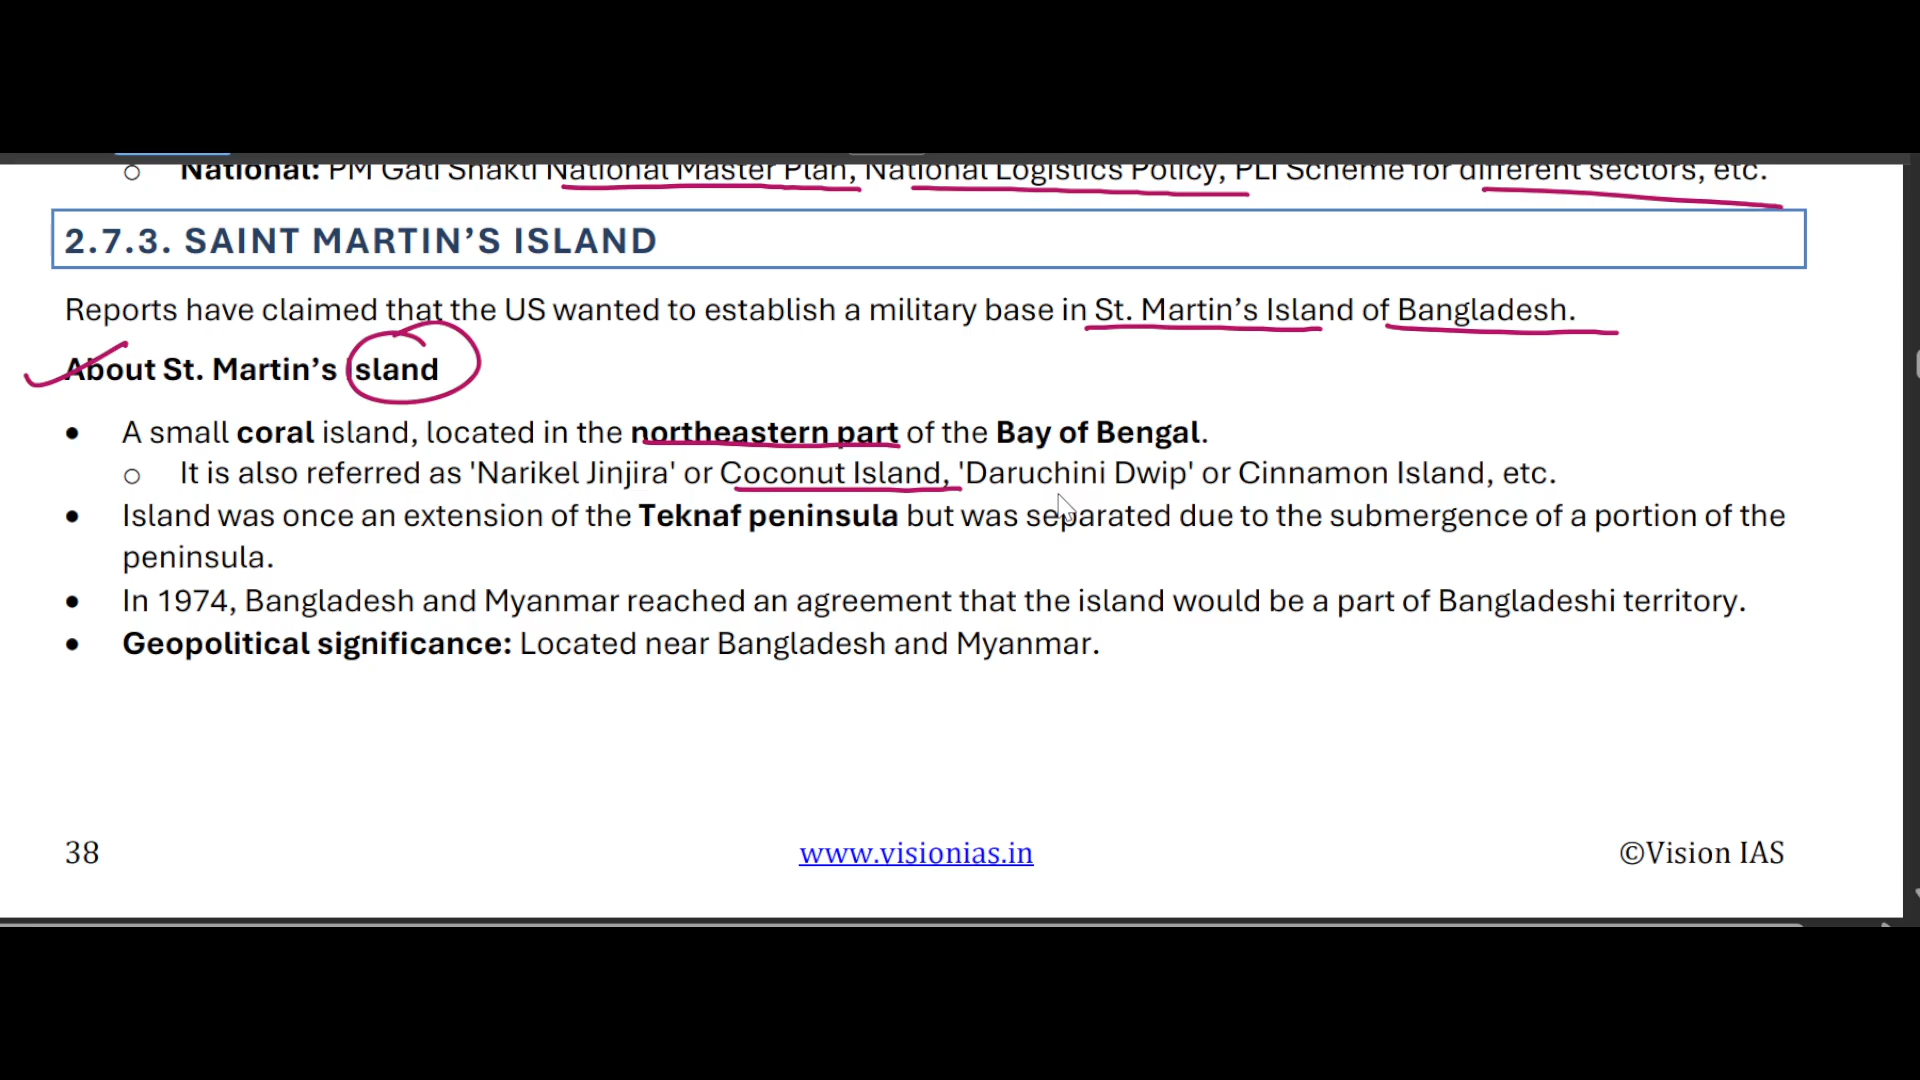 ○ National: PM Gati Shakti National Master Plan, National Logistics Policy, PLI Scheme for different sectors, etc.
2.7.3. SAINT MARTIN’S ISLAND
Reports have claimed that the US wanted to establish a military base in St. Martin’s Island of Bangladesh.
About St. Martin’s Island
• A small coral island, located in the northeastern part of the Bay of Bengal.
○ It is also referred as 'Narikel Jinjira' or Coconut Island, 'Daruchini Dwip' or Cinnamon Island, etc.
• Island was once an extension of the Teknaf peninsula but was separated due to the submergence of a portion of the
peninsula.
• In 1974, Bangladesh and Myanmar reached an agreement that the island would be a part of Bangladeshi territory.
• Geopolitical significance: Located near Bangladesh and Myanmar.
38 www.visionias.in ©Vision IAS